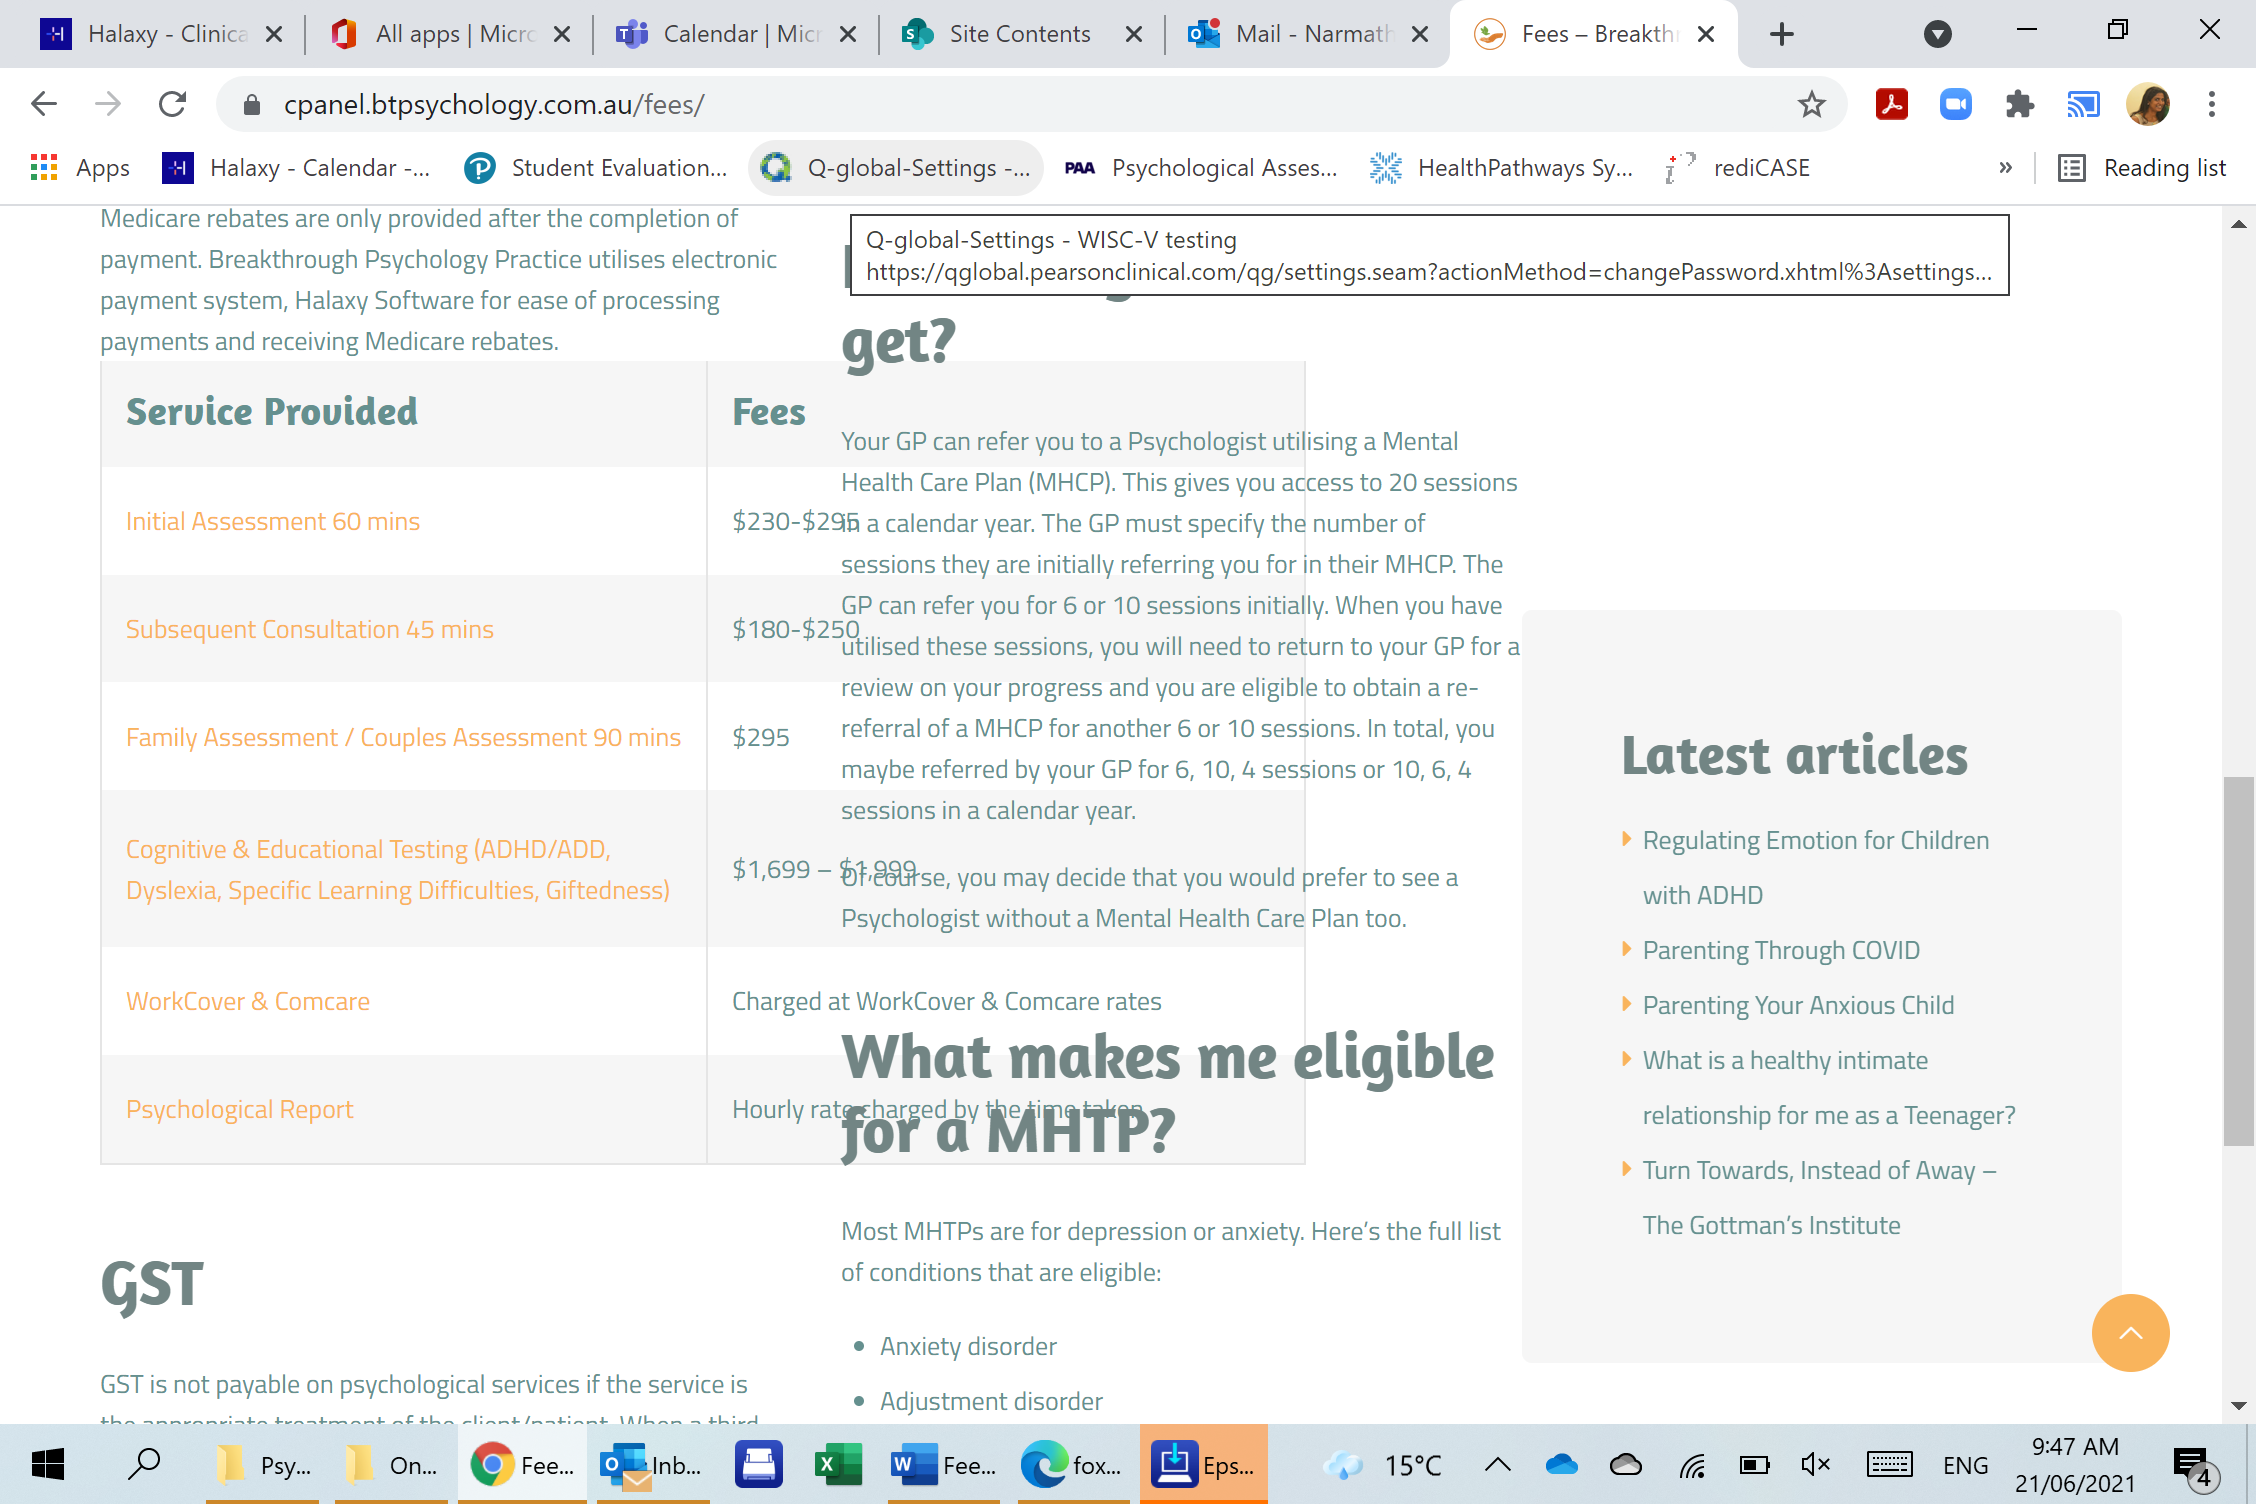 Halaxy - Clinica
All apps | Micro
Calendar | Micr
Site Contents
Mail - Narmath
Fees – Breakthr
cpanel.btpsychology.com.au/fees/
Apps
Halaxy - Calendar -...
Student Evaluation...
Q-global-Settings -...
PAA
Psychological Asses...
HealthPathways Sy...
rediCASE
»
Reading list
Q-global-Settings - WISC-V testing
https://qglobal.pearsonclinical.com/qg/settings.seam?actionMethod=changePassword.xhtml%3Asettings...
Medicare rebates are only provided after the completion of
payment. Breakthrough Psychology Practice utilises electronic
payment system, Halaxy Software for ease of processing
payments and receiving Medicare rebates.
Service Provided
Fees
Initial Assessment 60 mins
$230-$295
Subsequent Consultation 45 mins
$180-$250
Family Assessment / Couples Assessment 90 mins
$295
Cognitive & Educational Testing (ADHD/ADD,
Dyslexia, Specific Learning Difficulties, Giftedness)
$1,699 – $1,999
WorkCover & Comcare
Charged at WorkCover & Comcare rates
Psychological Report
Hourly rate charged by the time taken
GST
GST is not payable on psychological services if the service is
the appropriate treatment of the client/patient. When a third
get?
Your GP can refer you to a Psychologist utilising a Mental
Health Care Plan (MHCP). This gives you access to 20 sessions
in a calendar year. The GP must specify the number of
sessions they are initially referring you for in their MHCP. The
GP can refer you for 6 or 10 sessions initially. When you have
utilised these sessions, you will need to return to your GP for a
review on your progress and you are eligible to obtain a re-
referral of a MHCP for another 6 or 10 sessions. In total, you
maybe referred by your GP for 6, 10, 4 sessions or 10, 6, 4
sessions in a calendar year.
Of course, you may decide that you would prefer to see a
Psychologist without a Mental Health Care Plan too.
What makes me eligible
for a MHTP?
Most MHTPs are for depression or anxiety. Here's the full list
of conditions that are eligible:
Anxiety disorder
Adjustment disorder
Latest articles
Regulating Emotion for Children
with ADHD
Parenting Through COVID
Parenting Your Anxious Child
What is a healthy intimate
relationship for me as a Teenager?
Turn Towards, Instead of Away –
The Gottman's Institute
Psy...
On...
Fee...
Inb...
Fee...
fox...
Eps...
15°C
ENG
9:47 AM
21/06/2021
4